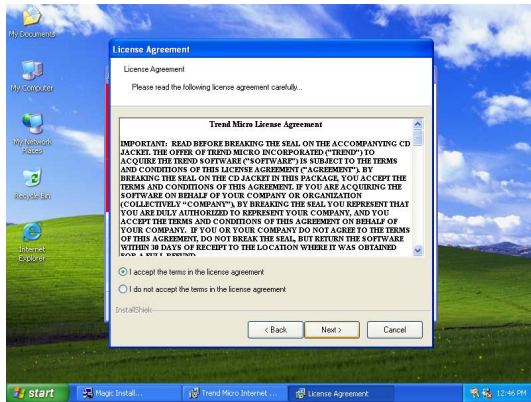 My Documents
My Computer
My Network
Places
Recycle Bin
Internet
Explorer
License Agreement
License Agreement
Please read the following license agreement carefully...
Trend Micro License Agreement
IMPORTANT: READ BEFORE BREAKING THE SEAL ON THE ACCOMPANYING CD
JACKET. THE OFFER OF TREND MICRO INCORPORATED ("TREND") TO
ACQUIRE THE TREND SOFTWARE ("SOFTWARE") IS SUBJECT TO THE TERMS
AND CONDITIONS OF THIS LICENSE AGREEMENT ("AGREEMENT"). BY
BREAKING THE SEAL ON THE CD JACKET IN THIS PACKAGE, YOU ACCEPT THE
TERMS AND CONDITIONS OF THIS AGREEMENT. IF YOU ARE ACQUIRING THE
SOFTWARE ON BEHALF OF YOUR COMPANY OR ORGANIZATION
(COLLECTIVELY "COMPANY"), BY BREAKING THE SEAL YOU REPRESENT THAT
YOU ARE DULY AUTHORIZED TO REPRESENT YOUR COMPANY, AND YOU
ACCEPT THE TERMS AND CONDITIONS OF THIS AGREEMENT ON BEHALF OF
YOUR COMPANY. IF YOU OR YOUR COMPANY DO NOT AGREE TO THE TERMS
OF THIS AGREEMENT, DO NOT BREAK THE SEAL, BUT RETURN THE SOFTWARE
WITHIN 30 DAYS OF RECEIPT TO THE LOCATION WHERE IT WAS OBTAINED
FOR A FULL REFUND
I accept the terms in the license agreement
I do not accept the terms in the license agreement
InstallShield
< Back
Next >
Cancel
start
Magic Install...
Trend Micro Internet ...
License Agreement
12:46 PM